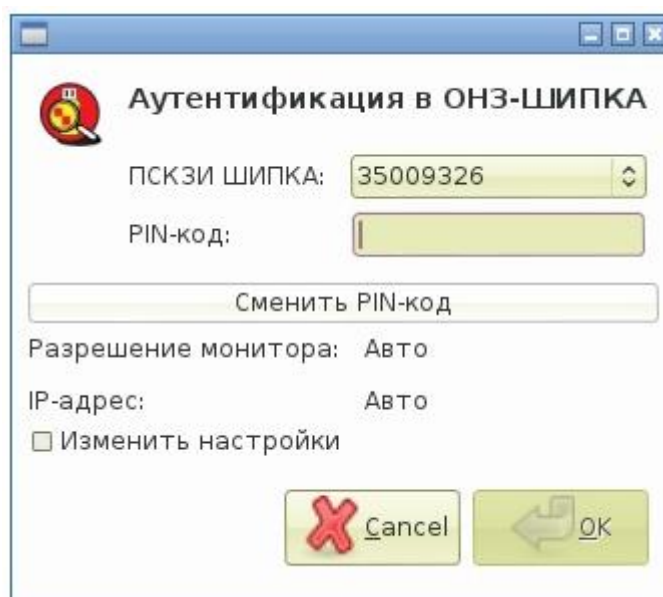 Аутентификация в ОНЗ-ШИПКА
ПСКЗИ ШИПКА: 35009326
PIN-код:
Сменить PIN-код
Разрешение монитора: Авто
IP-адрес: Авто
Изменить настройки
Cancel OK